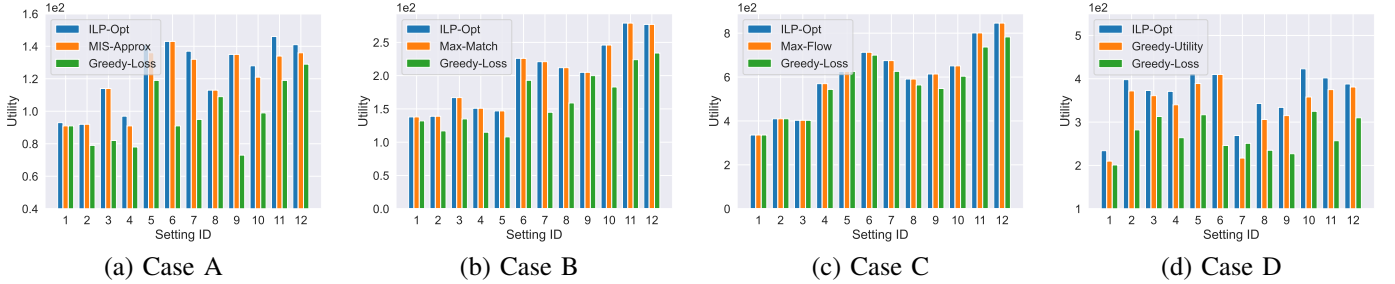 1e2
1.6
1.4
1.2
1.0
0.8
0.6
0.4
Utility
ILP-Opt
MIS-Approx
Greedy-Loss
1 2 3 4 5 6 7 8 9 10 11 12
Setting ID
(a) Case A
1e2
2.5
2.0
1.5
1.0
0.5
0.0
Utility
ILP-Opt
Max-Match
Greedy-Loss
1 2 3 4 5 6 7 8 9 10 11 12
Setting ID
(b) Case B
1e2
8
6
4
2
0
Utility
ILP-Opt
Max-Flow
Greedy-Loss
1 2 3 4 5 6 7 8 9 10 11 12
Setting ID
(c) Case C
1e2
5
4
3
2
1
Utility
ILP-Opt
Greedy-Utility
Greedy-Loss
1 2 3 4 5 6 7 8 9 10 11 12
Setting ID
(d) Case D